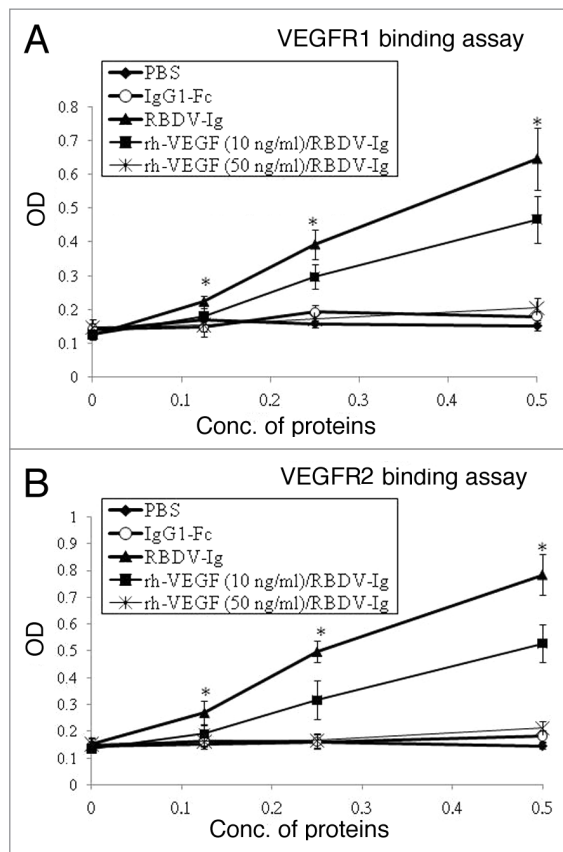 A
VEGFR1 binding assay
PBS
IgG1-Fc
RBDV-Ig
rh-VEGF (10 ng/ml)/RBDV-Ig
rh-VEGF (50 ng/ml)/RBDV-Ig
0.8
0.7
0.6
0.5
0.4
0.3
0.2
0.1
0
OD
* * *
0 0.1 0.2 0.3 0.4 0.5
Conc. of proteins
B
VEGFR2 binding assay
PBS
IgG1-Fc
RBDV-Ig
rh-VEGF (10 ng/ml)/RBDV-Ig
rh-VEGF (50 ng/ml)/RBDV-Ig
1
0.9
0.8
0.7
0.6
0.5
0.4
0.3
0.2
0.1
0
OD
* * *
0 0.1 0.2 0.3 0.4 0.5
Conc. of proteins